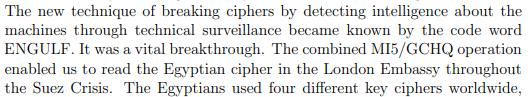 The new technique of breaking ciphers by detecting intelligence about the
machines through technical surveillance became known by the code word
ENGULF. It was a vital breakthrough. The combined MI5/GCHQ operation
enabled us to read the Egyptian cipher in the London Embassy throughout
the Suez Crisis. The Egyptians used four different key ciphers worldwide,